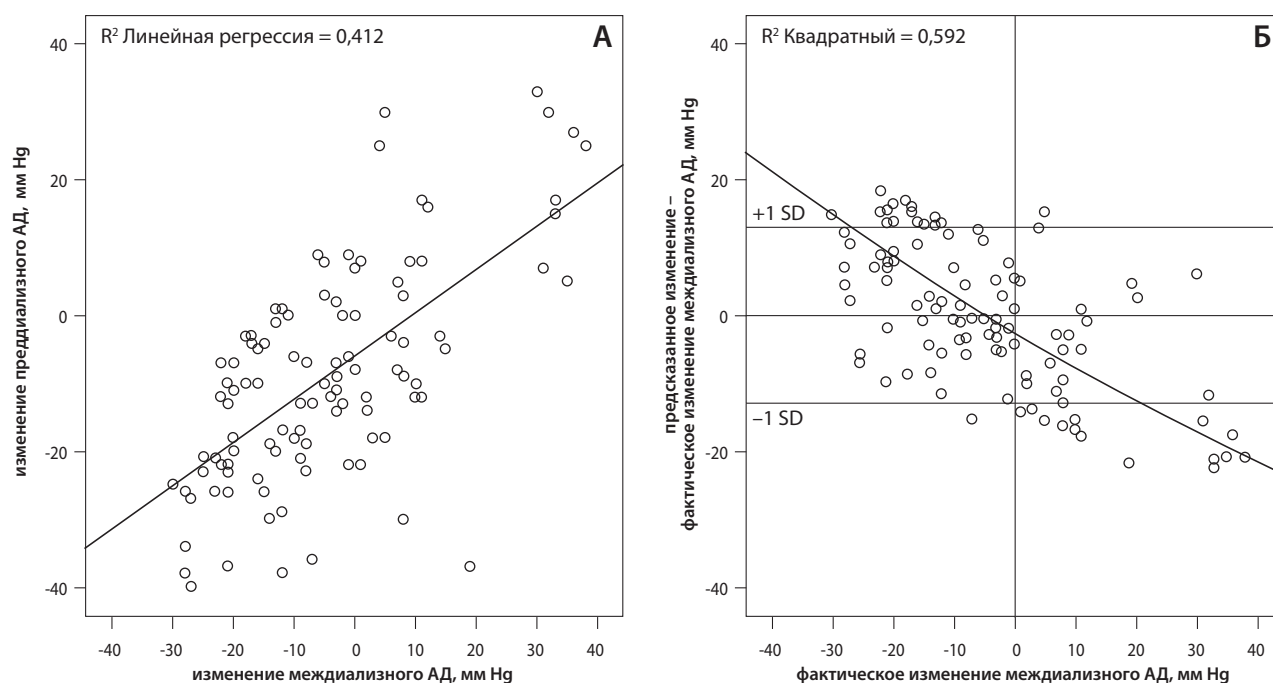 R² Линейная регрессия = 0,412
А
40
20
0
-20
-40
-40 -30 -20 -10 0 10 20 30 40
изменение преддиализного АД, мм Hg
изменение междиализного АД, мм Hg
R² Квадратный = 0,592
Б
40
20
+1 SD
0
−1 SD
-20
-40
-40 -30 -20 -10 0 10 20 30 40
предсказанное изменение –
фактическое изменение междиализного АД, мм Hg
фактическое изменение междиализного АД, мм Hg